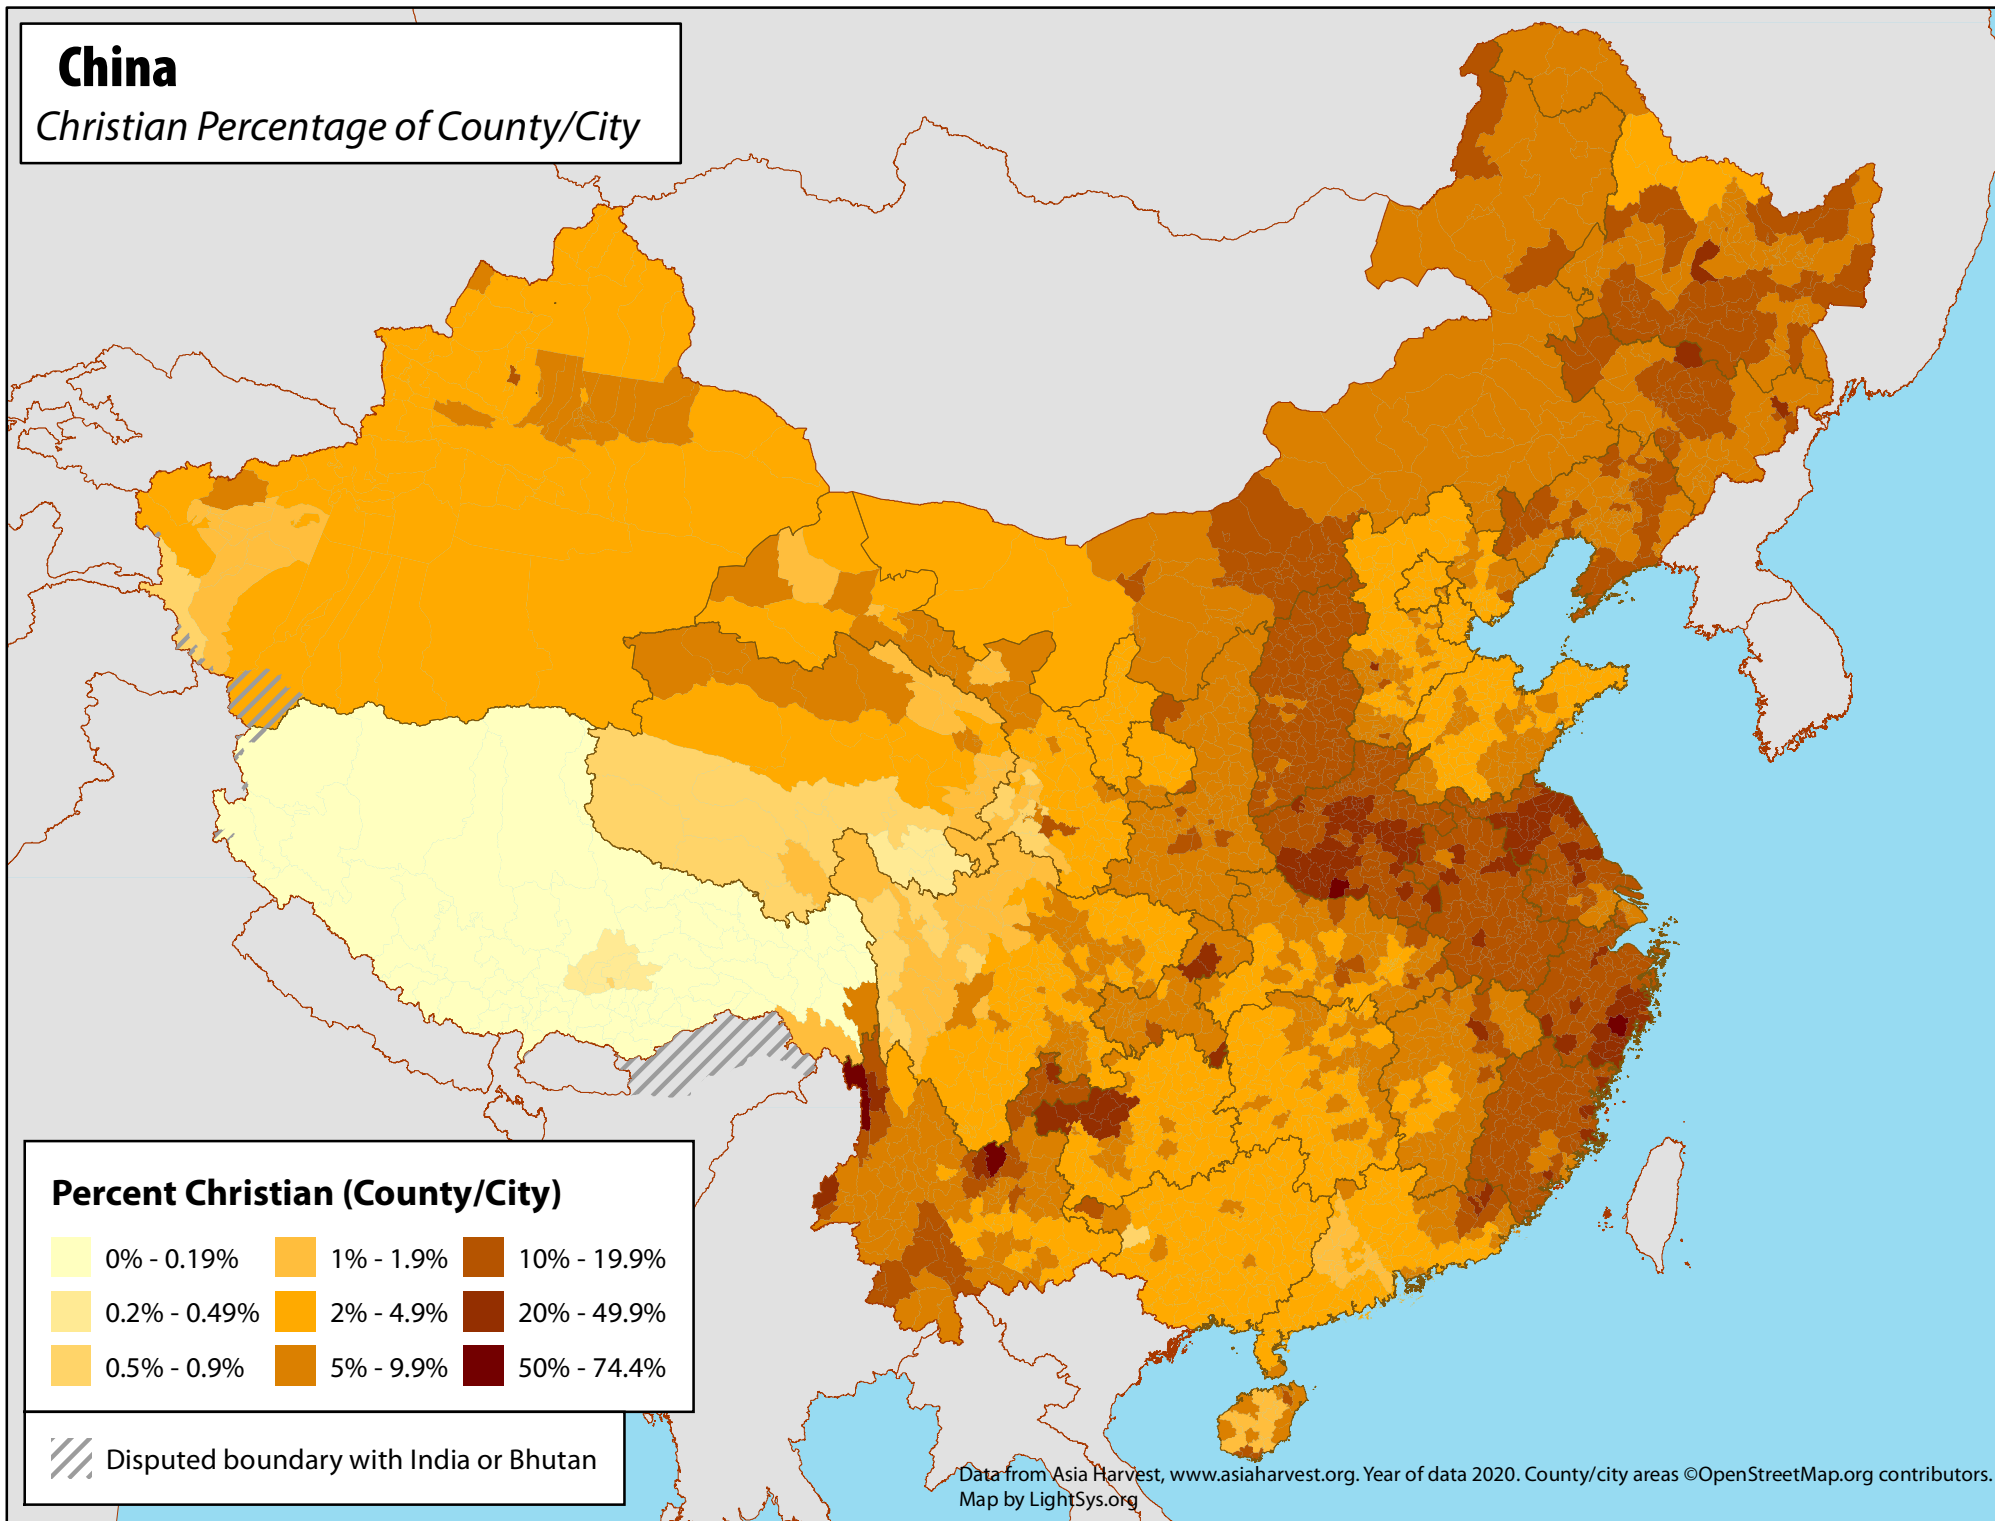 China
Christian Percentage of County/City
Percent Christian (County/City)
0% - 0.19%
1% - 1.9%
10% - 19.9%
0.2% - 0.49%
2% - 4.9%
20% - 49.9%
0.5% - 0.9%
5% - 9.9%
50% - 74.4%
Disputed boundary with India or Bhutan
Data from Asia Harvest, www.asiaharvest.org. Year of data 2020. County/city areas ©OpenStreetMap.org contributors.
Map by LightSys.org